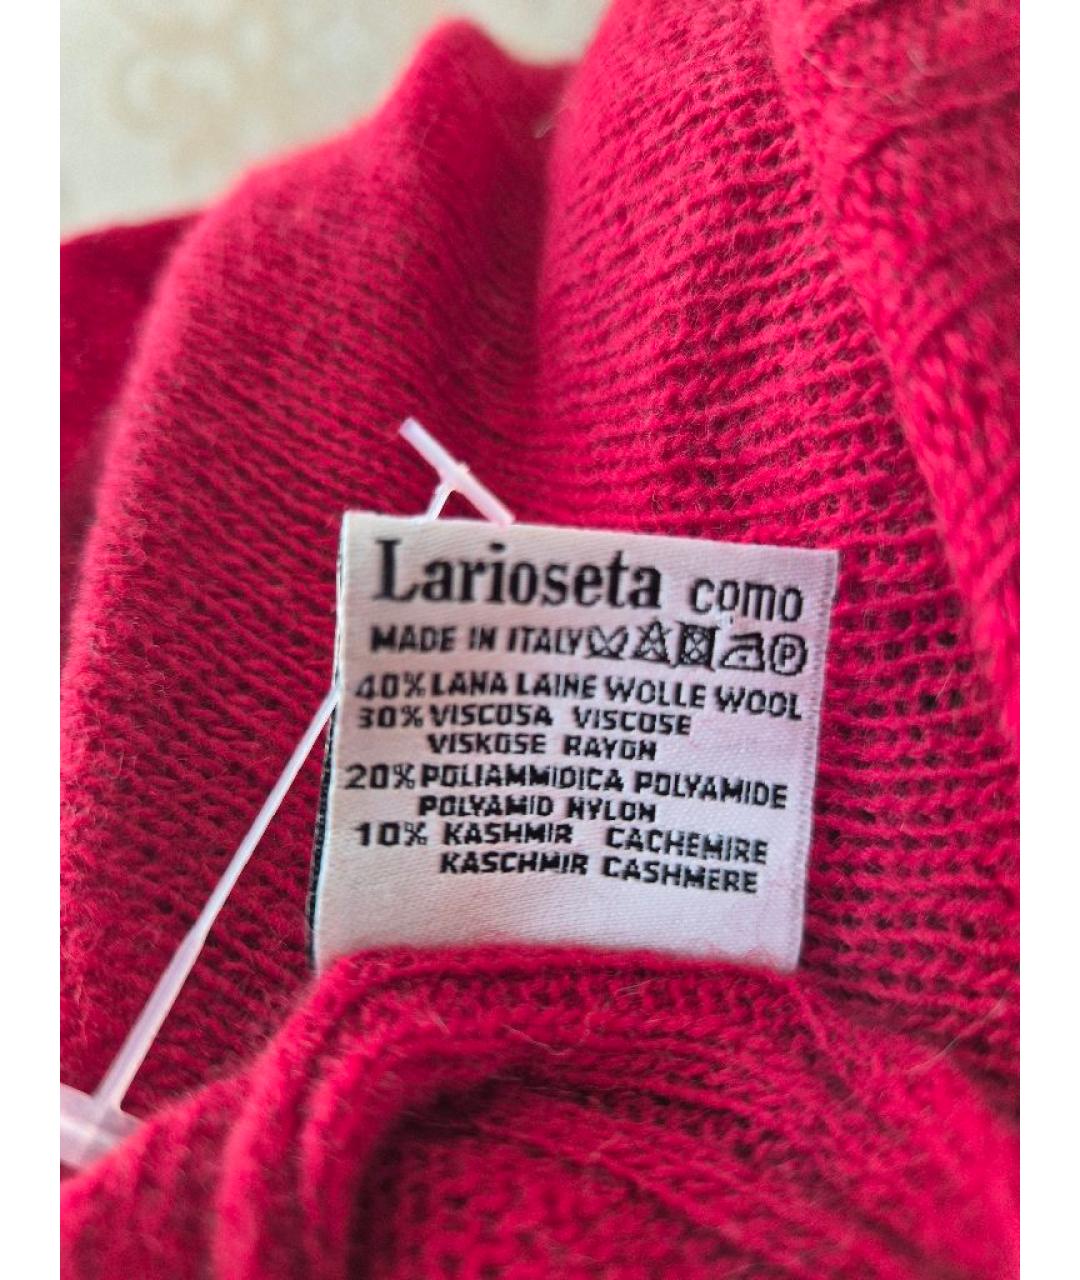 Larioseta como
MADE IN ITALY P
40% LANA LAINE WOLLE WOOL
30% VISCOSA VISCOSE
VISKOSE RAYON
20% POLIAMMIDICA POLYAMIDE
POLYAMID NYLON
10% KASHMIR CACHEMIRE
KASCHMIR CASHMERE